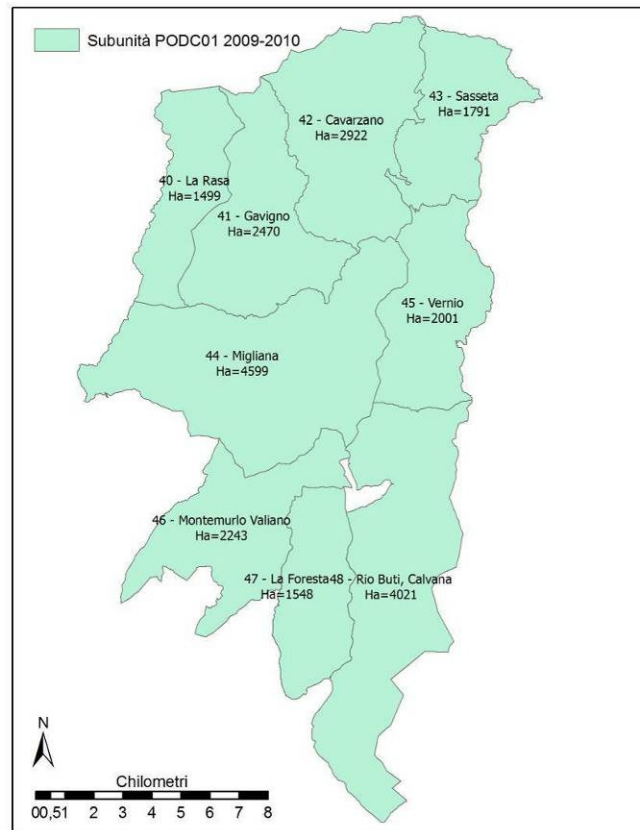 Subunità PODC01 2009-2010
43 - Sasseta
Ha=1791
42 - Cavarzano
Ha=2922
40 - La Rasa
Ha=1499
41 - Gavigno
Ha=2470
45 - Vernio
Ha=2001
44 - Migliana
Ha=4599
46 - Montemurlo Valiano
Ha=2243
47 - La Foresta
Ha=1548
48 - Rio Buti, Calvana
Ha=4021
N
Chilometri
00,51 2 3 4 5 6 7 8